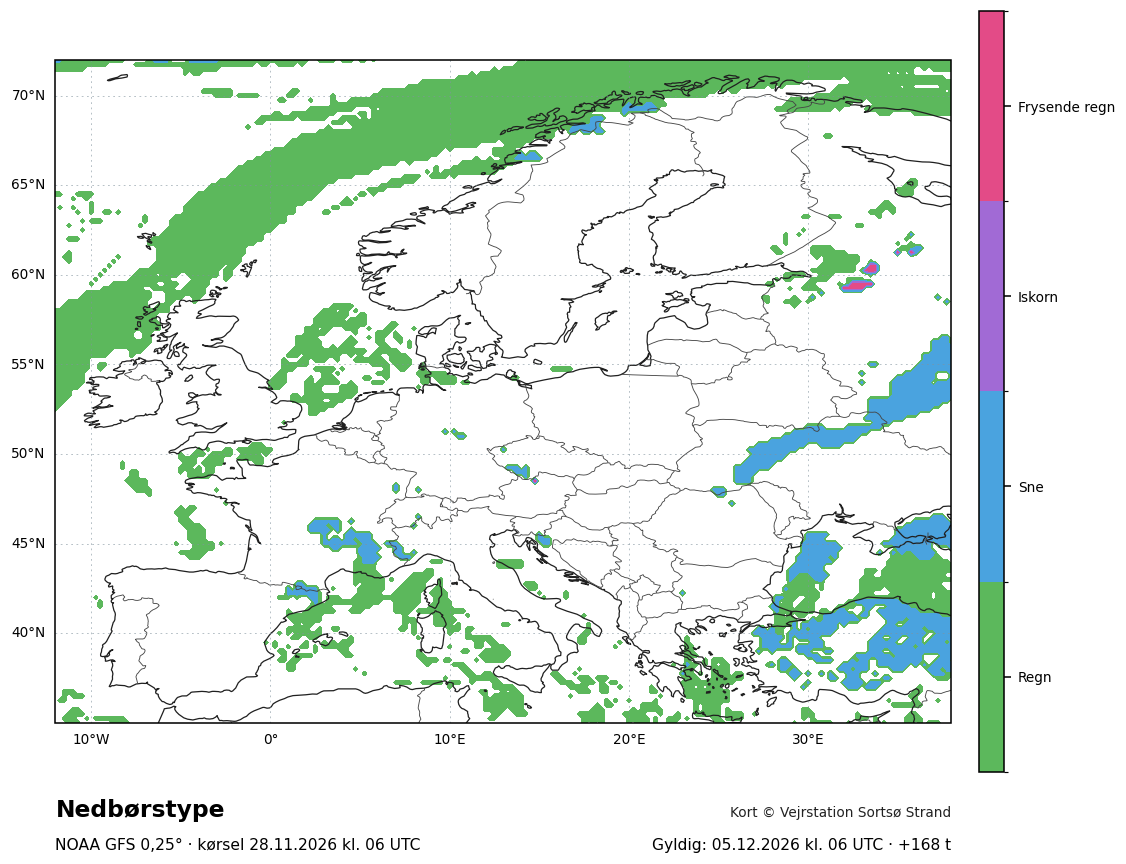 Frysende regn
Iskorn
Sne
Regn
70°N
65°N
60°N
55°N
50°N
45°N
40°N
10°W
0°
10°E
20°E
30°E
Nedbørstype
Kort © Vejrstation Sortsø Strand
NOAA GFS 0,25° · kørsel 28.11.2026 kl. 06 UTC
Gyldig: 05.12.2026 kl. 06 UTC · +168 t